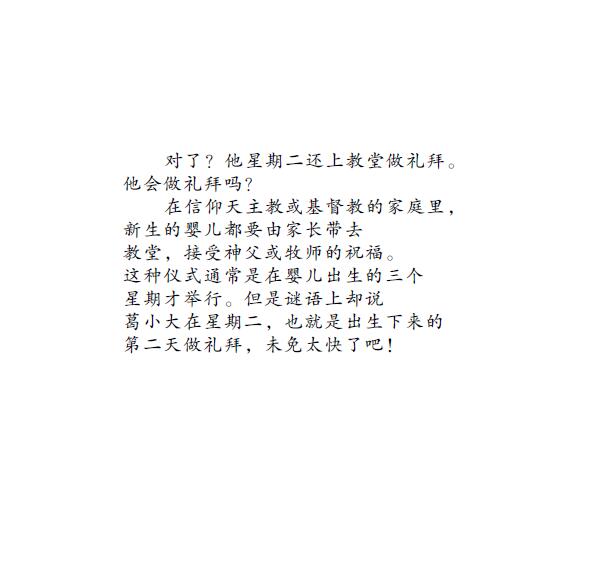 对了？他星期二还上教堂做礼拜。
他会做礼拜吗？
在信仰天主教或基督教的家庭里，
新生的婴儿都要由家长带去
教堂，接受神父或牧师的祝福。
这种仪式通常是在婴儿出生的三个
星期才举行。但是谜语上却说
葛小大在星期二，也就是出生下来的
第二天做礼拜，未免太快了吧！